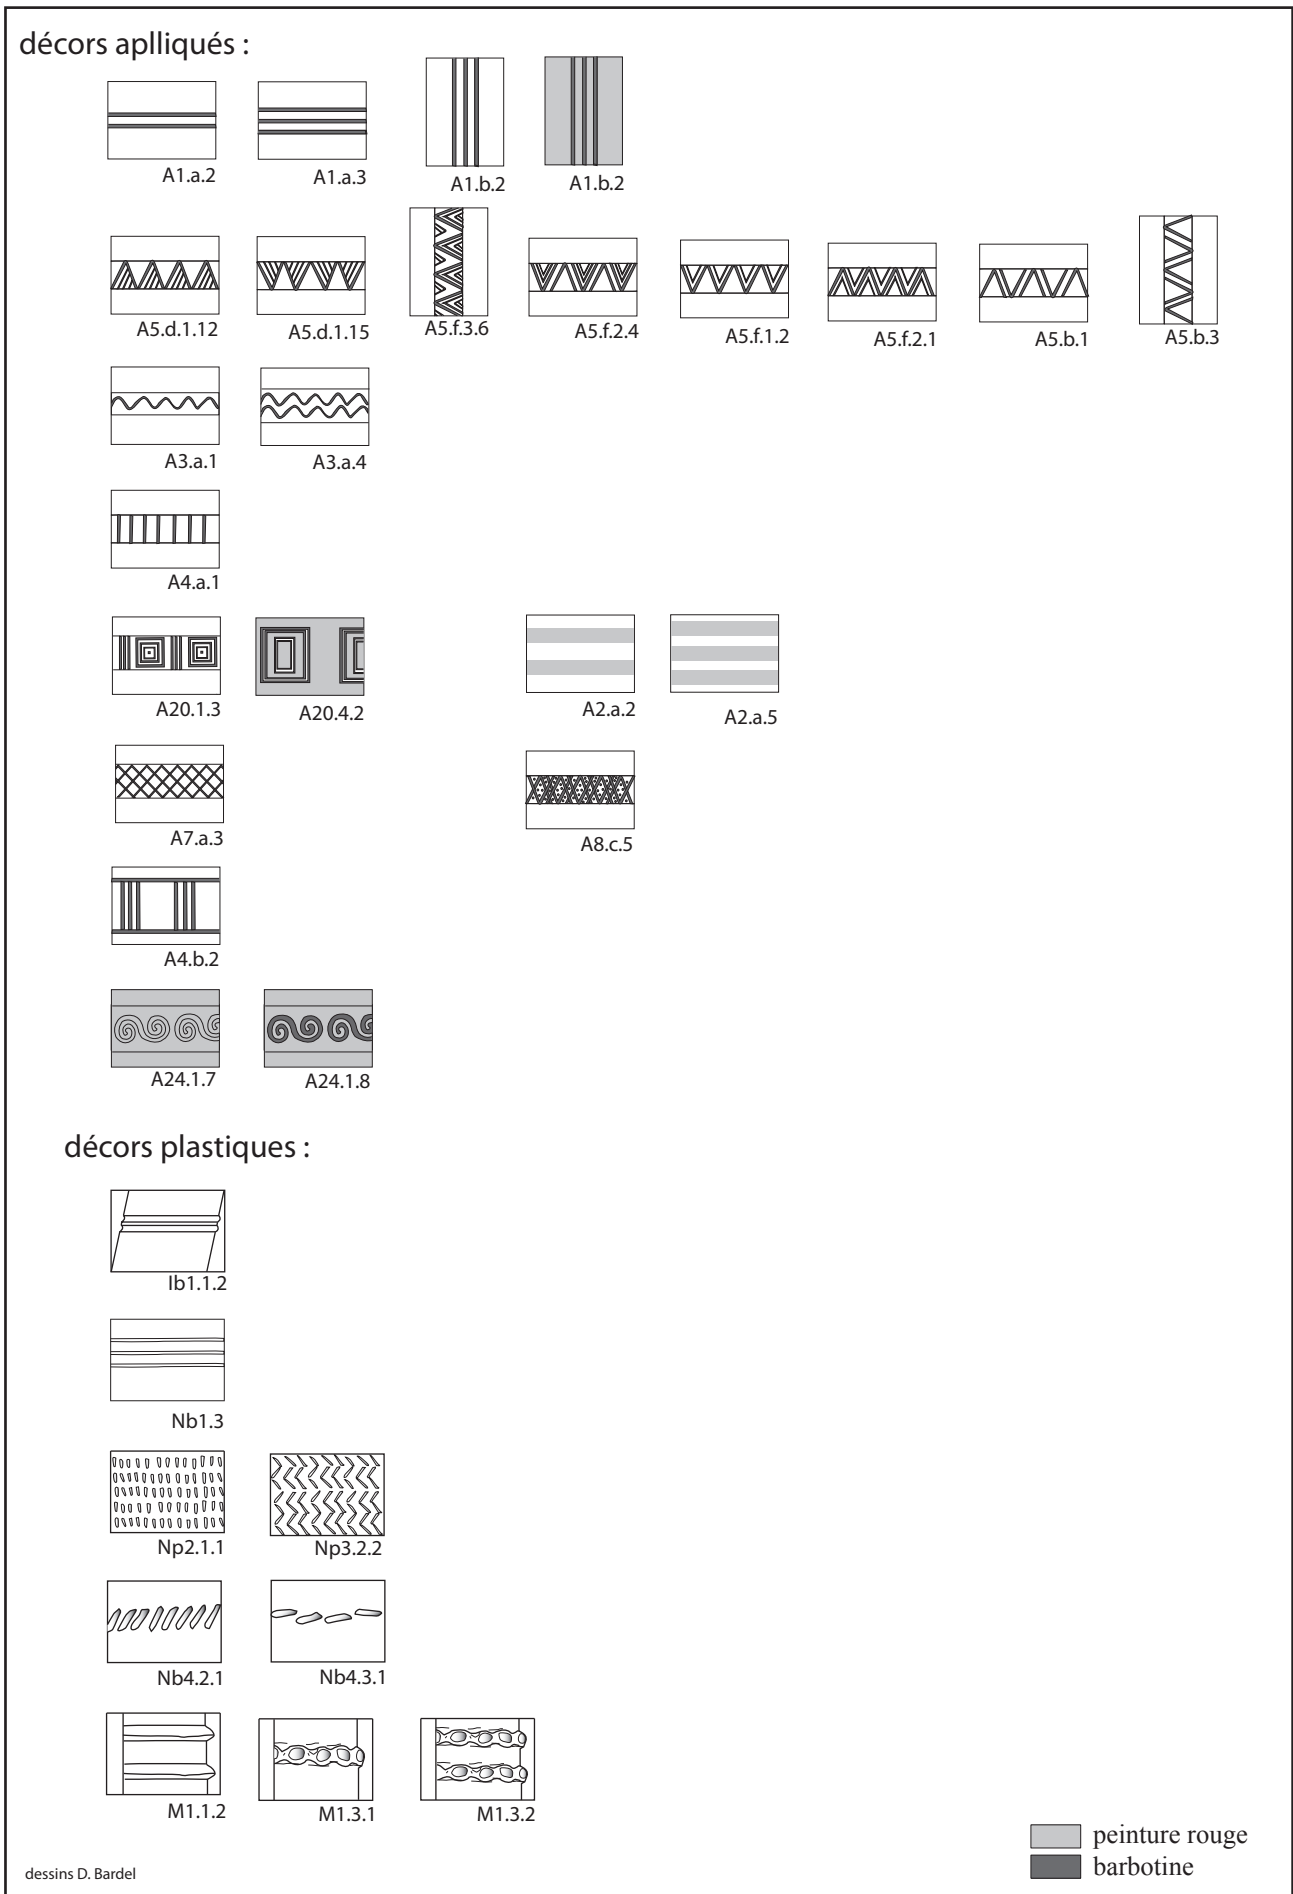 décors aplliqués :
A1.a.2
A1.a.3
A1.b.2
A1.b.2
A5.d.1.12
A5.d.1.15
A5.f.3.6
A5.f.2.4
A5.f.1.2
A5.f.2.1
A5.b.1
A5.b.3
A3.a.1
A3.a.4
A4.a.1
A20.1.3
A20.4.2
A2.a.2
A2.a.5
A7.a.3
A8.c.5
A4.b.2
A24.1.7
A24.1.8
décors plastiques :
Ib1.1.2
Nb1.3
Np2.1.1
Np3.2.2
Nb4.2.1
Nb4.3.1
M1.1.2
M1.3.1
M1.3.2
peinture rouge
barbotine
dessins D. Bardel